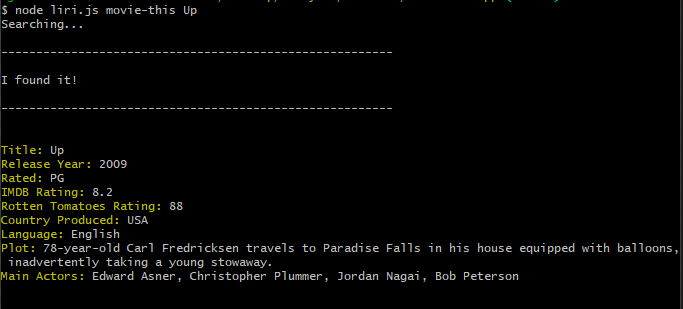 $ node liri.js movie-this Up
Searching...
--------------------------------------------------------
I found it!
--------------------------------------------------------
Title: Up
Release Year: 2009
Rated: PG
IMDB Rating: 8.2
Rotten Tomatoes Rating: 88
Country Produced: USA
Language: English
Plot: 78-year-old Carl Fredricksen travels to Paradise Falls in his house equipped with balloons,
inadvertently taking a young stowaway.
Main Actors: Edward Asner, Christopher Plummer, Jordan Nagai, Bob Peterson